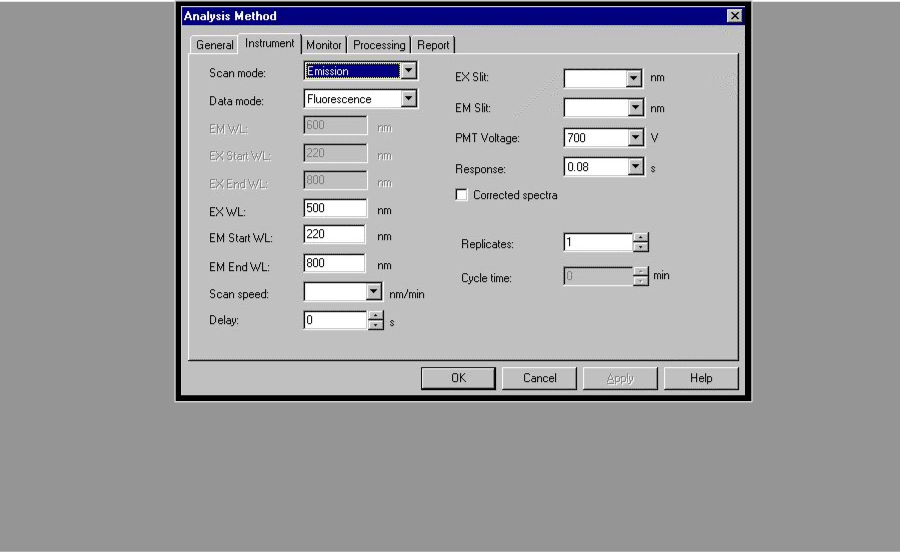 Analysis Method
General Instrument Monitor Processing Report
Scan mode: Emission
Data mode: Fluorescence
EM WL: 600 nm
EX Start WL: 220 nm
EX End WL: 800 nm
EX WL: 500 nm
EM Start WL: 220 nm
EM End WL: 800 nm
Scan speed: nm/min
Delay: 0 s
EX Slit: nm
EM Slit: nm
PMT Voltage: 700 V
Response: 0.08 s
Corrected spectra
Replicates: 1
Cycle time: 0 min
OK Cancel Apply Help